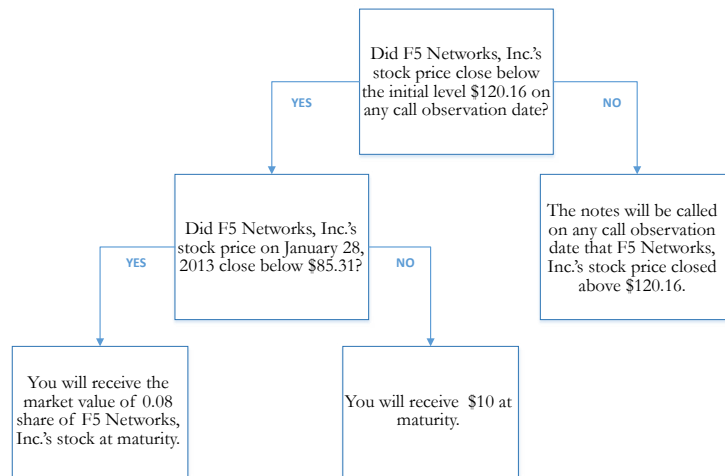 Did F5 Networks, Inc.'s
stock price close below
the initial level $120.16 on
any call observation date?
YES
NO
Did F5 Networks, Inc.'s
stock price on January 28,
2013 close below $85.31?
The notes will be called
on any call observation
date that F5 Networks,
Inc.'s stock price closed
above $120.16.
YES
NO
You will receive the
market value of 0.08
share of F5 Networks,
Inc.'s stock at maturity.
You will receive $10 at
maturity.